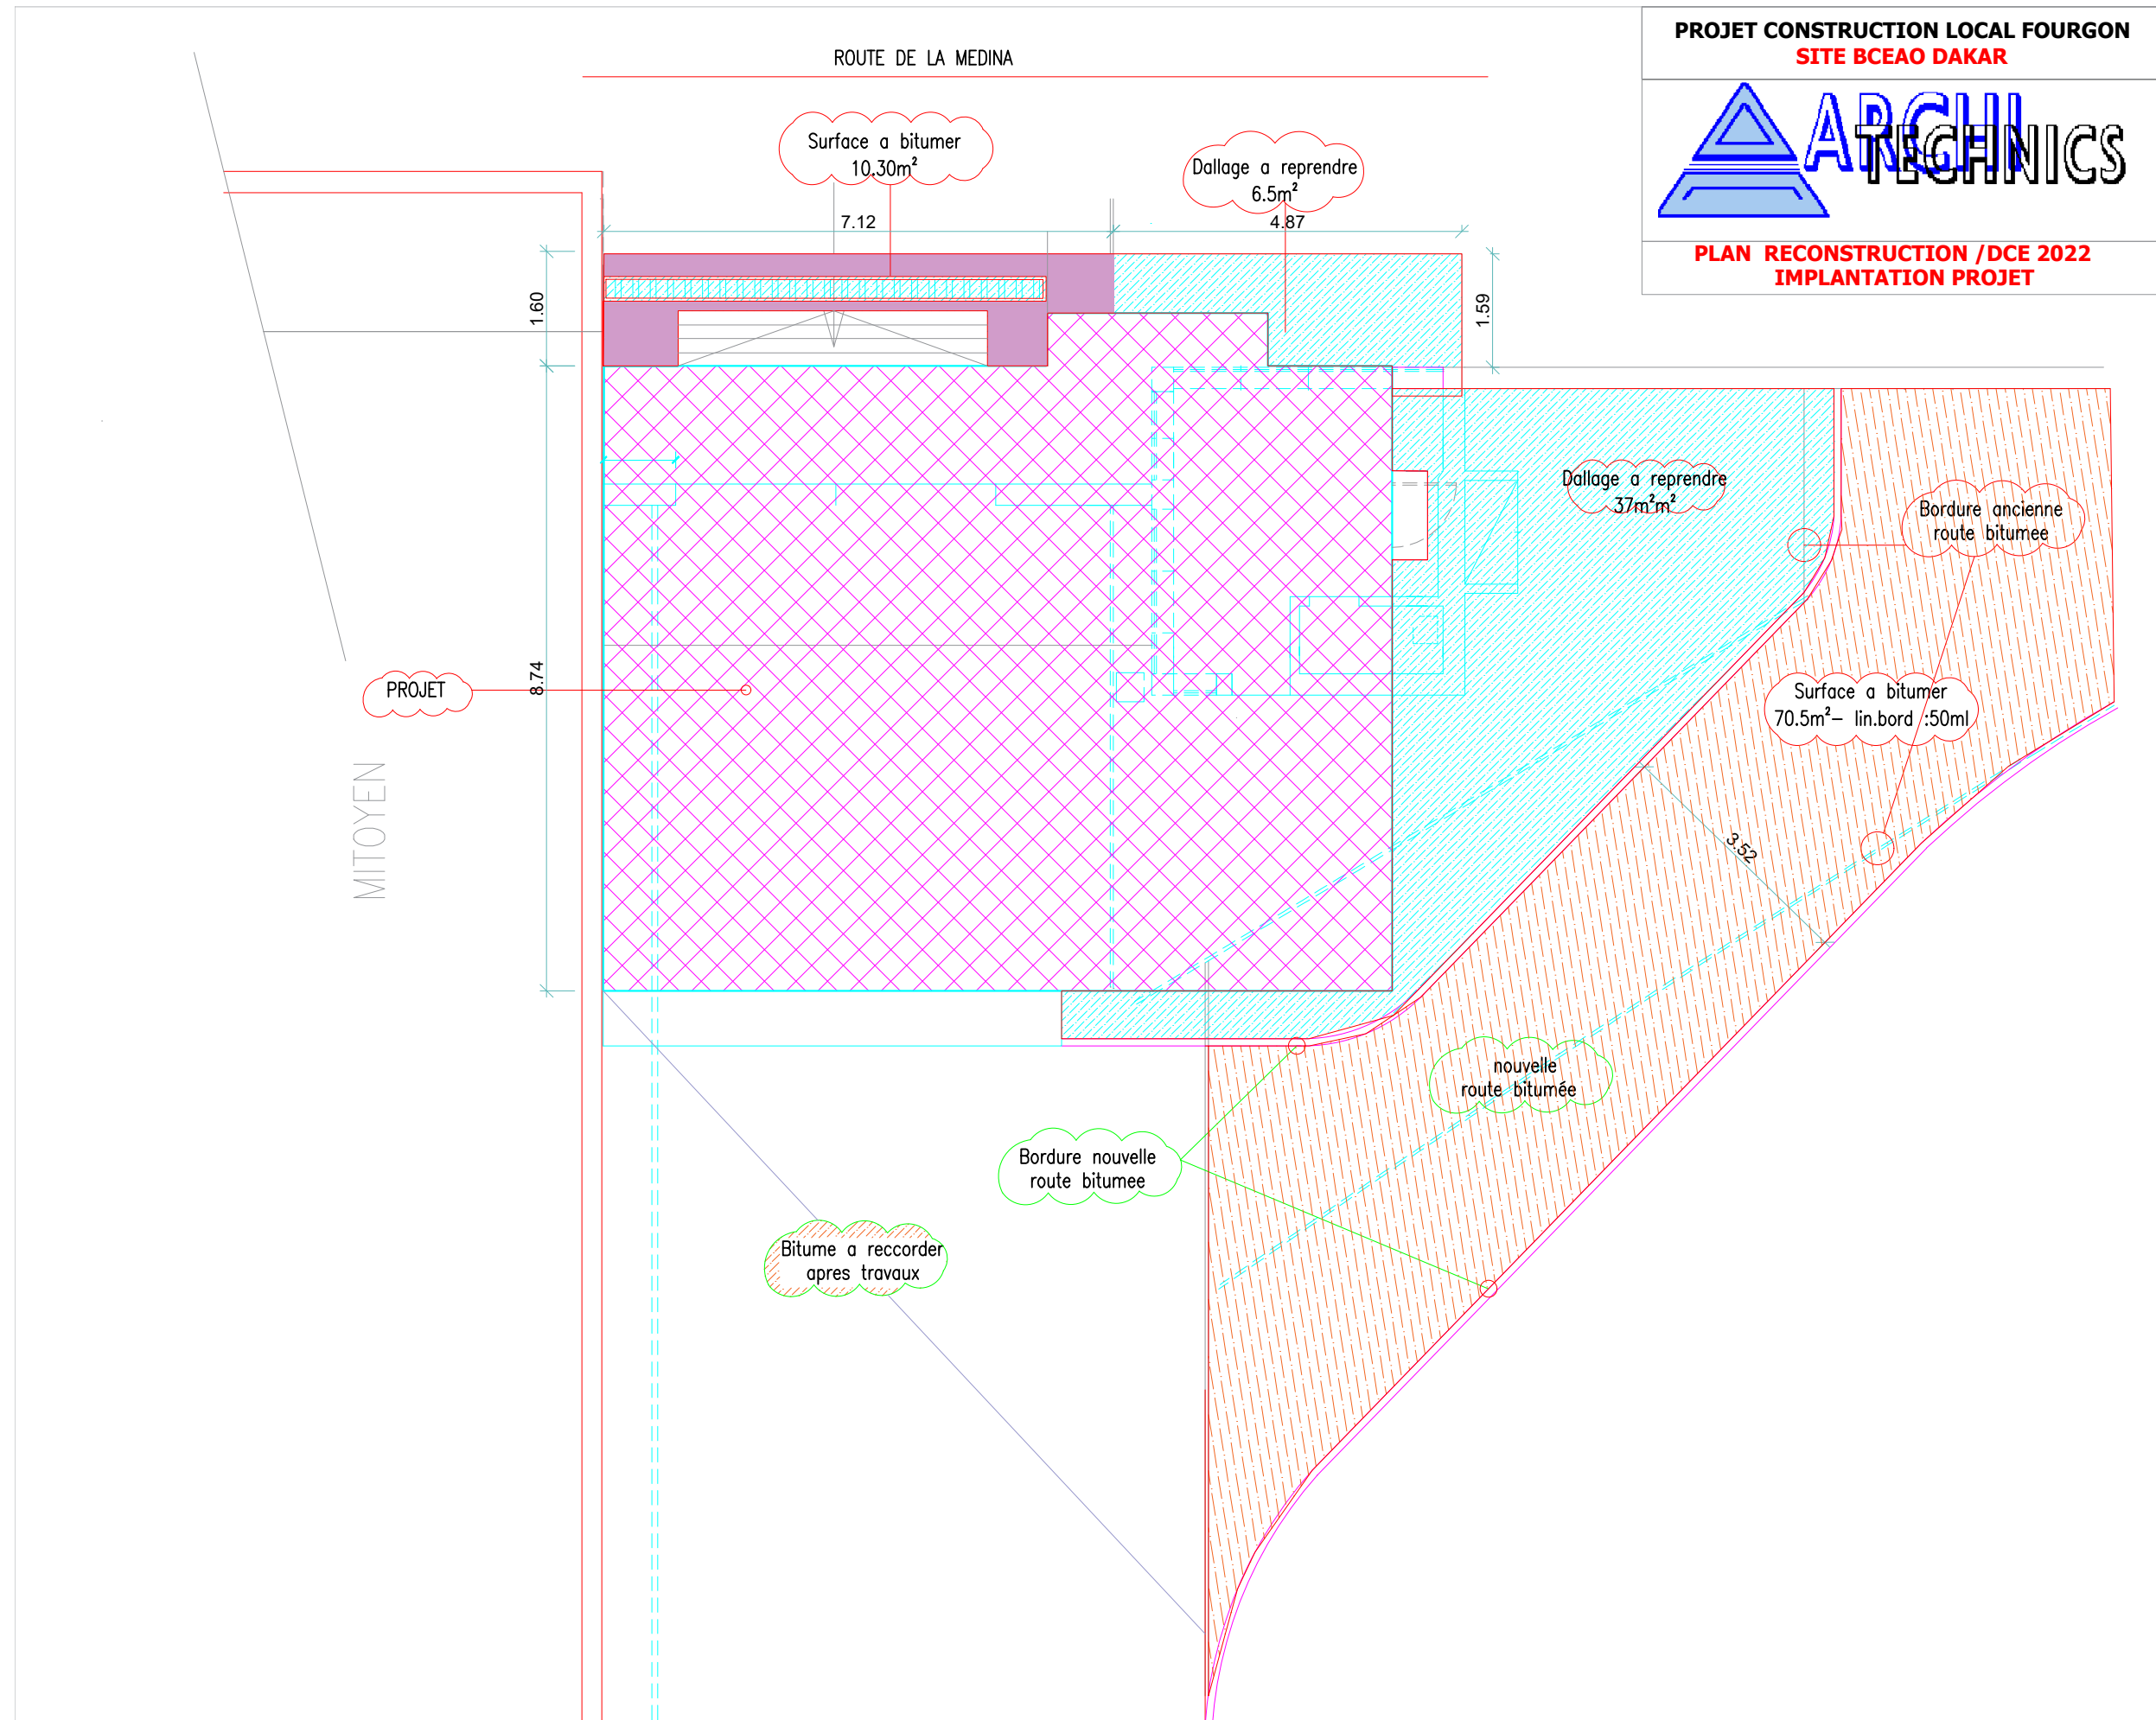 PROJET CONSTRUCTION LOCAL FOURGON
SITE BCEAO DAKAR
ARCHI
TECHNICS
PLAN RECONSTRUCTION /DCE 2022
IMPLANTATION PROJET
ROUTE DE LA MEDINA
Surface a bitumer
10.30m²
Dallage a reprendre
6.5m²
7.12
4.87
1.60
1.59
Dallage a reprendre
37m²m²
Bordure ancienne
route bitumee
8.74
PROJET
Surface a bitumer
70.5m²- lin.bord :50ml
MITOYEN
3.52
nouvelle
route bitumée
Bordure nouvelle
route bitumee
Bitume a reccorder
apres travaux